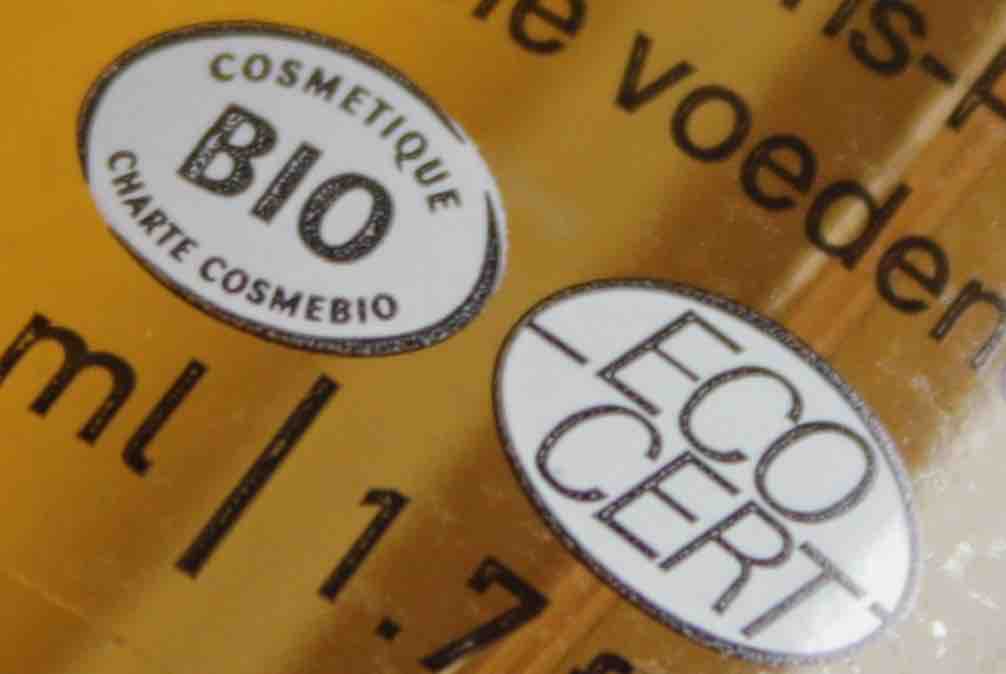 voeden
COSMETIQUE
BIO
CHARTE COSMEBIO
ECO
CERT
ml | 1.7